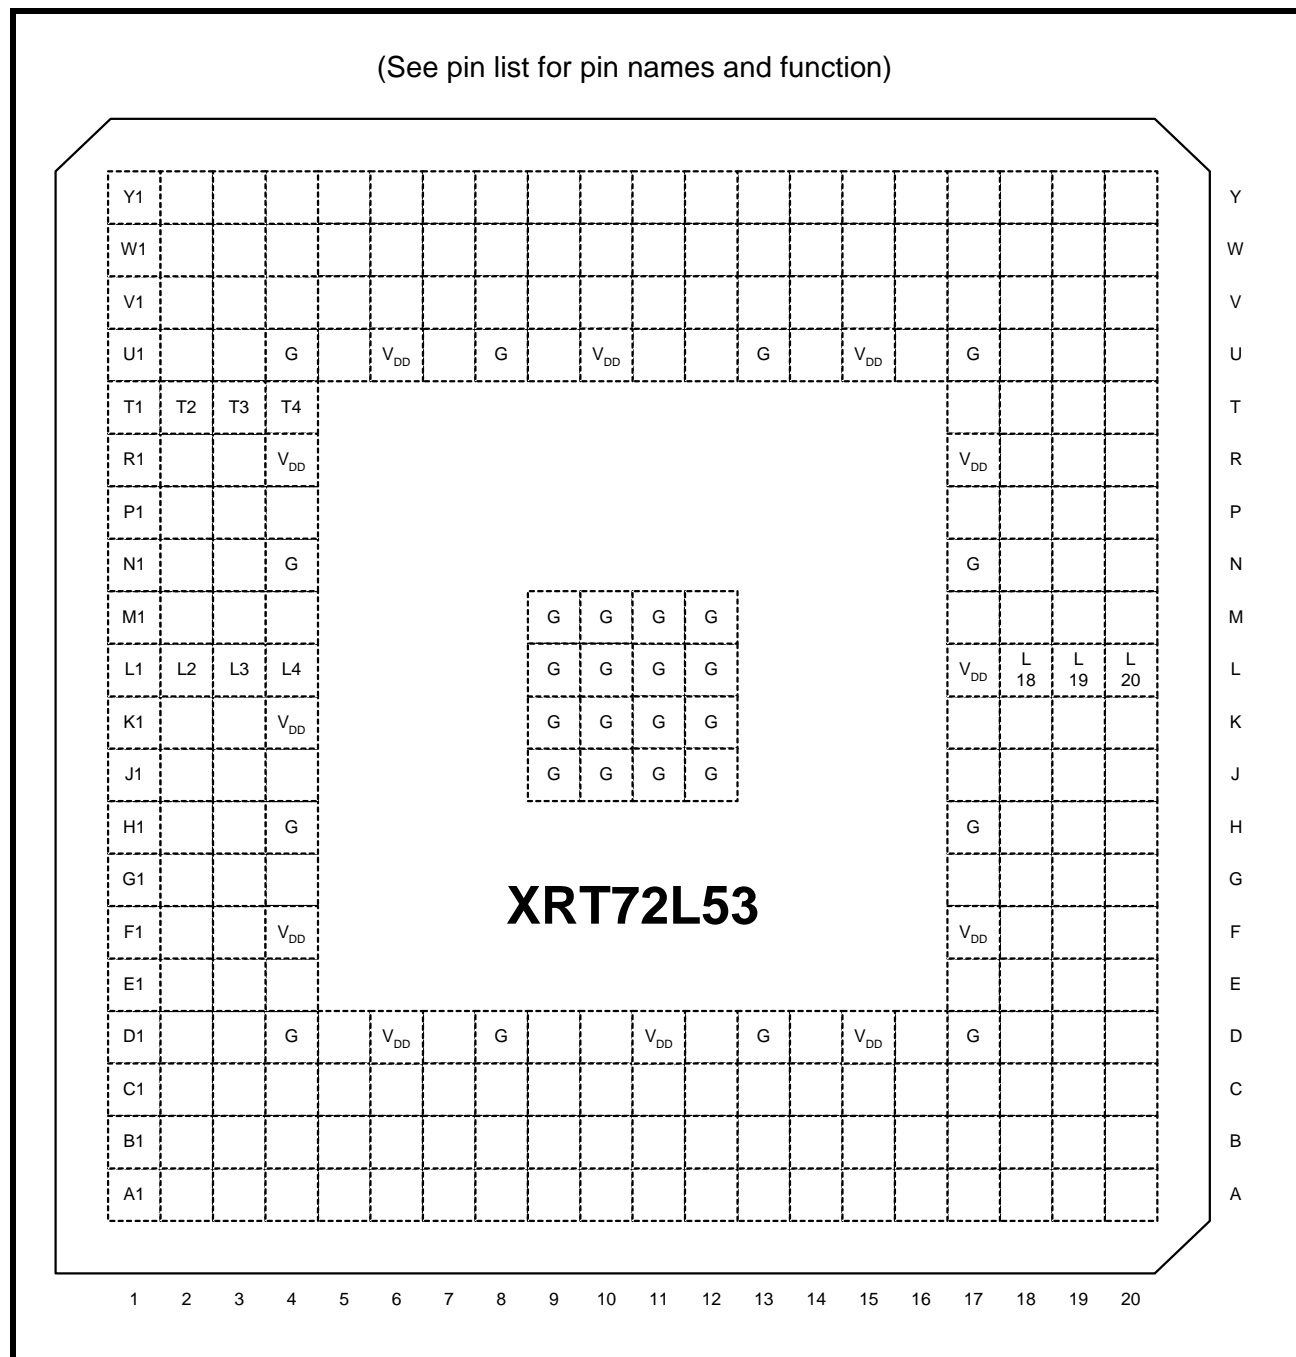 (See pin list for pin names and function)
Y1 Y
W1 W
V1 V
U1 G VDD G VDD G VDD G U
T1 T2 T3 T4 T
R1 VDD VDD R
P1 P
N1 G G N
M1 G G G G M
L1 L2 L3 L4 G G G G VDD L 18 L 19 L 20 L
K1 VDD G G G G K
J1 G G G G J
H1 G G H
G1 G
XRT72L53
F1 VDD VDD F
E1 E
D1 G VDD G VDD G VDD G D
C1 C
B1 B
A1 A
1 2 3 4 5 6 7 8 9 10 11 12 13 14 15 16 17 18 19 20